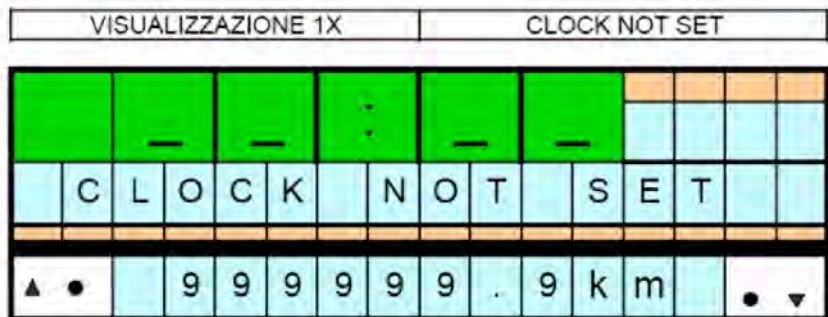 VISUALIZZAZIONE 1X CLOCK NOT SET
_ _ : _ _
CLOCK NOT SET
▲ ● 999999.9km ● ▼